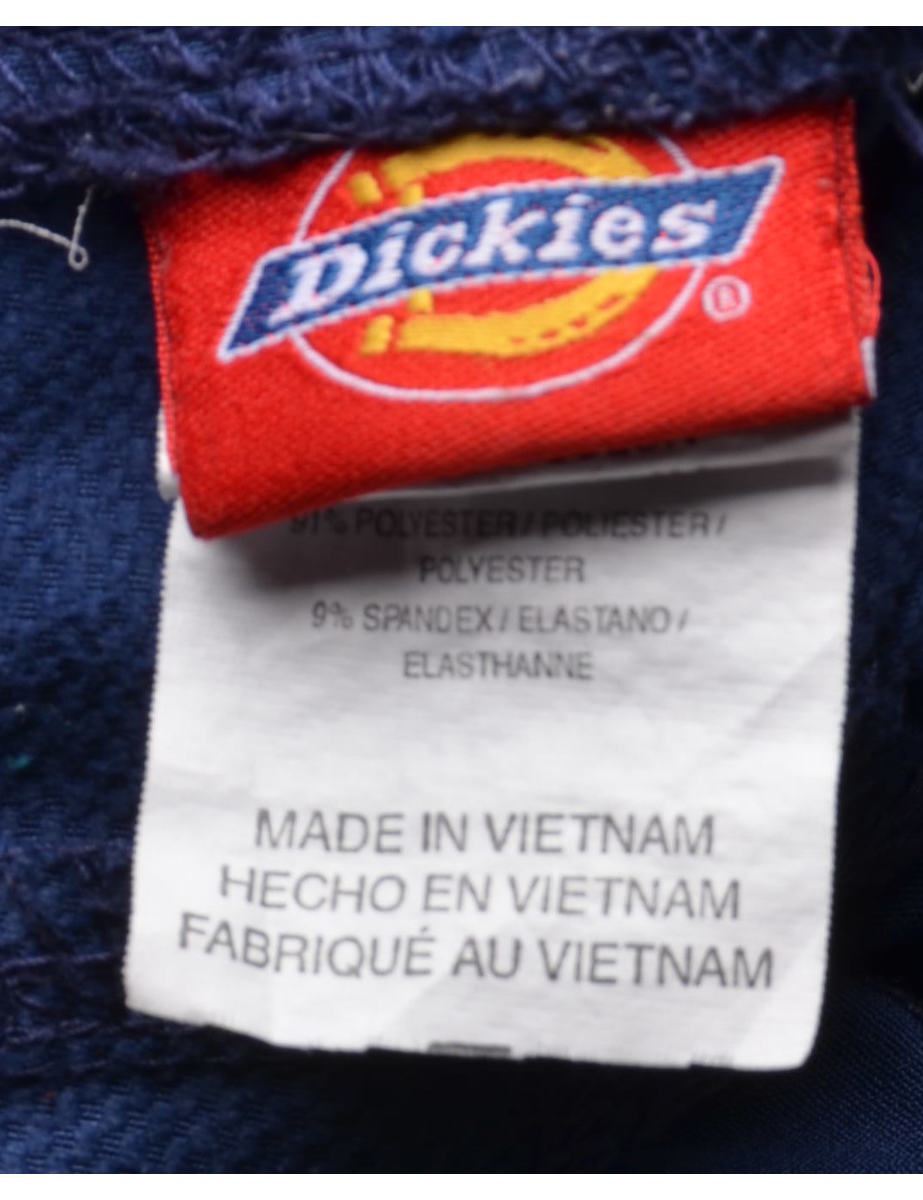 Dickies
®
91% POLYESTER / POLIESTER /
POLYESTER
9% SPANDEX / ELASTANO /
ELASTHANNE
MADE IN VIETNAM
HECHO EN VIETNAM
FABRIQUÉ AU VIETNAM